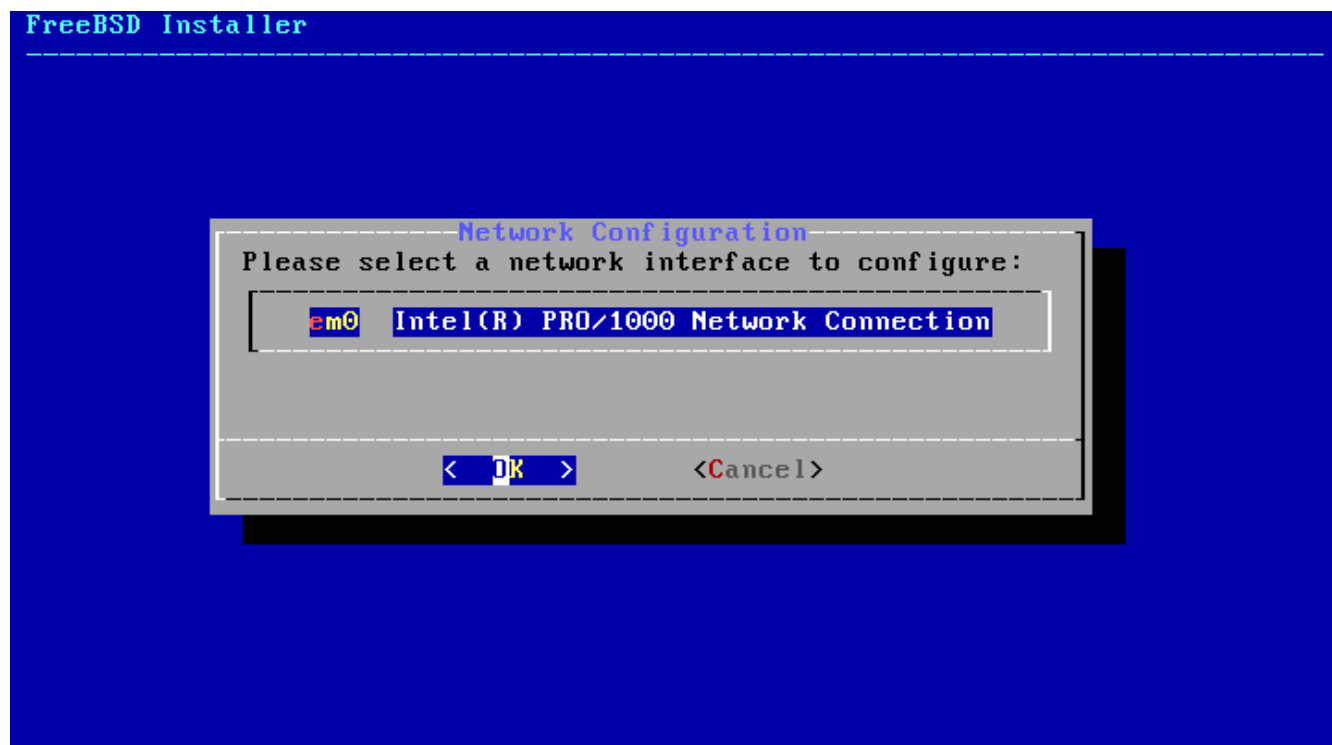 FreeBSD Installer
Network Configuration
Please select a network interface to configure:
em0 Intel(R) PRO/1000 Network Connection
< OK > <Cancel>